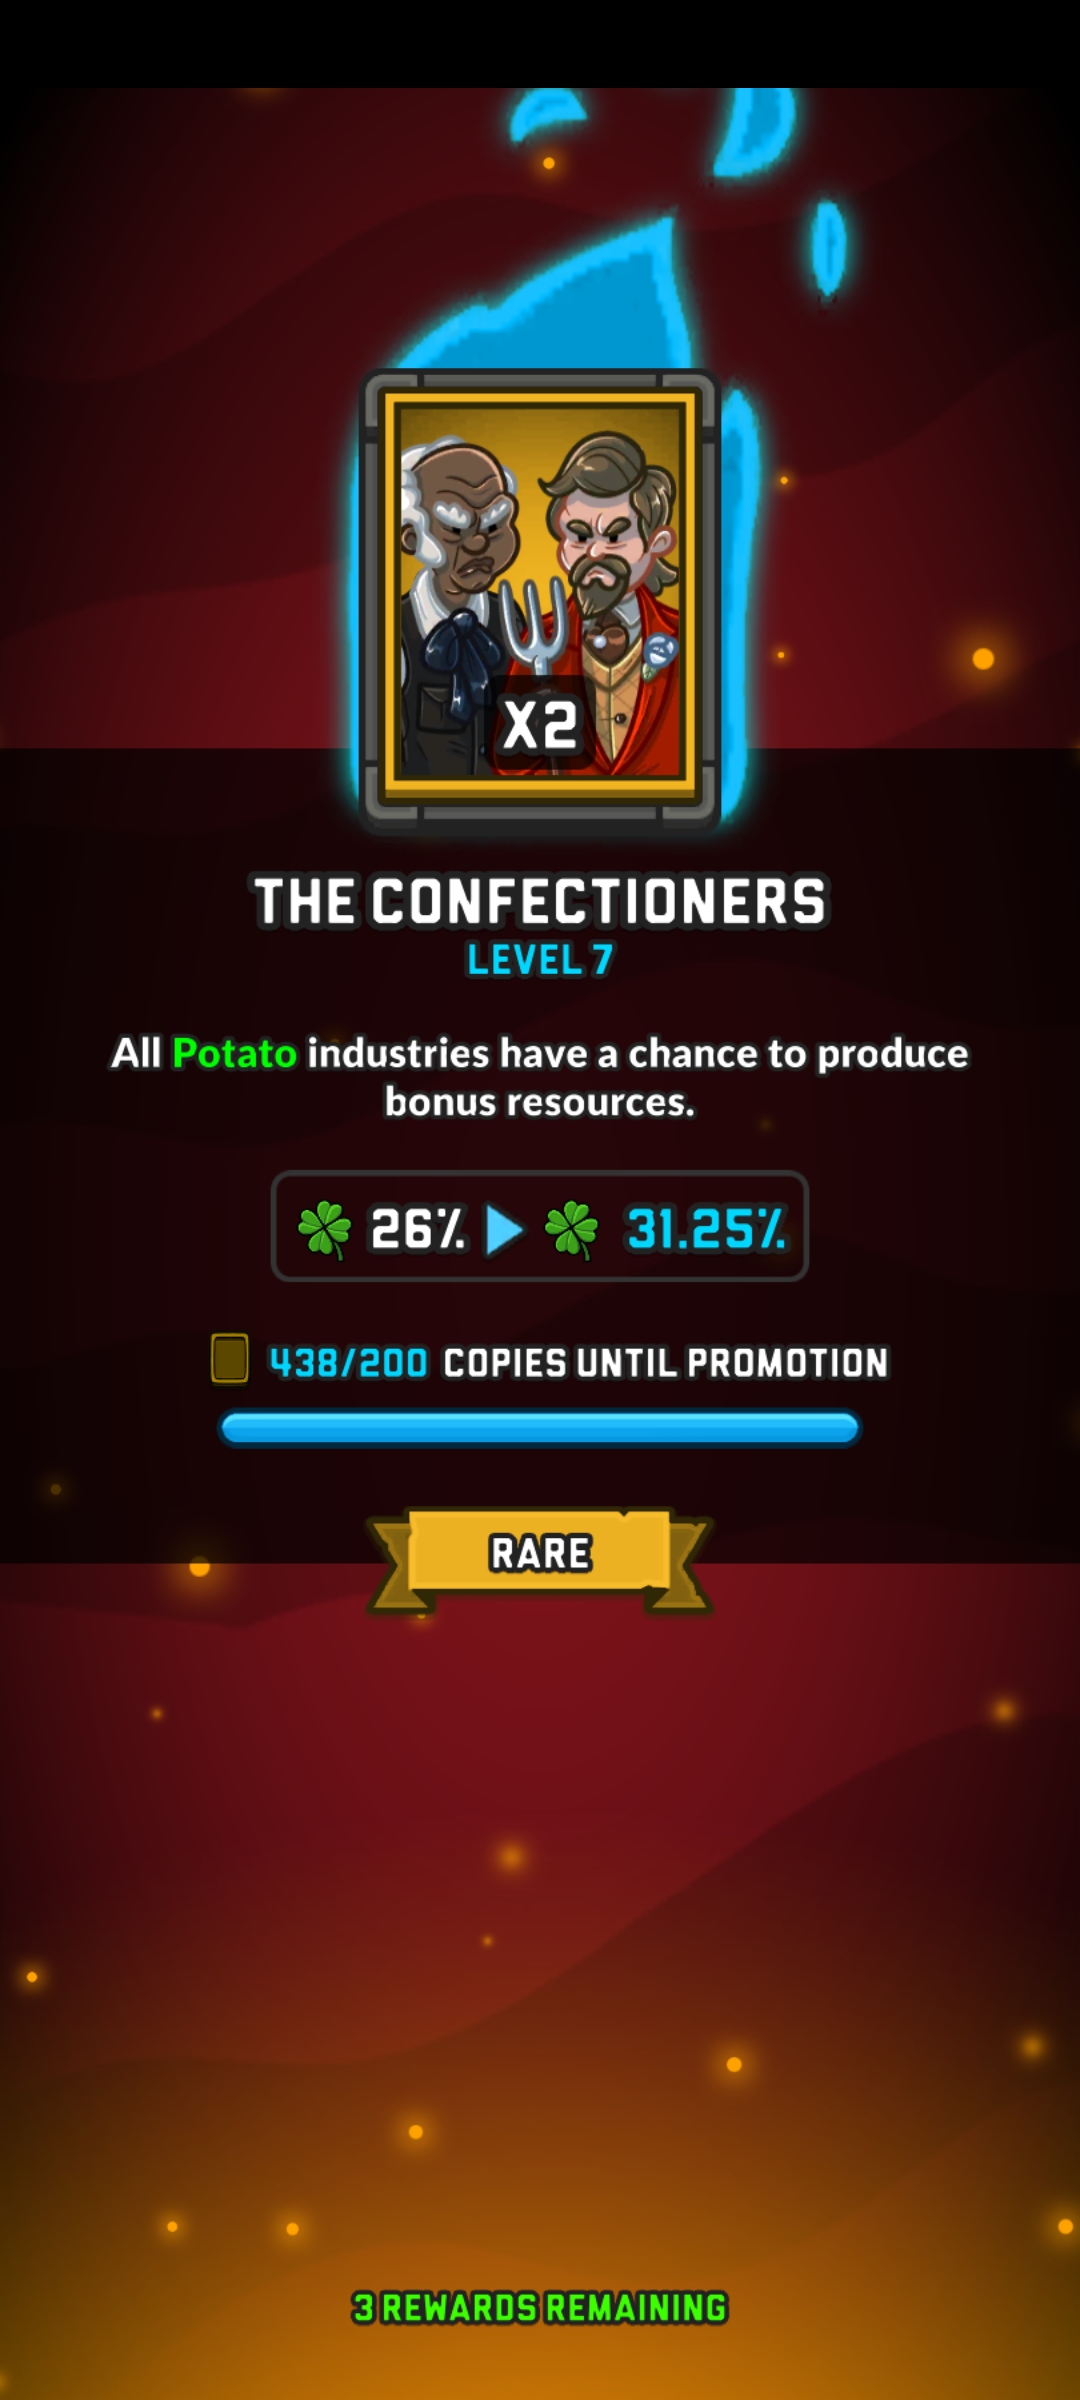 X2
THE CONFECTIONERS
LEVEL 7
All Potato industries have a chance to produce
bonus resources.
26% 31.25%
438/200 COPIES UNTIL PROMOTION
RARE
3 REWARDS REMAINING